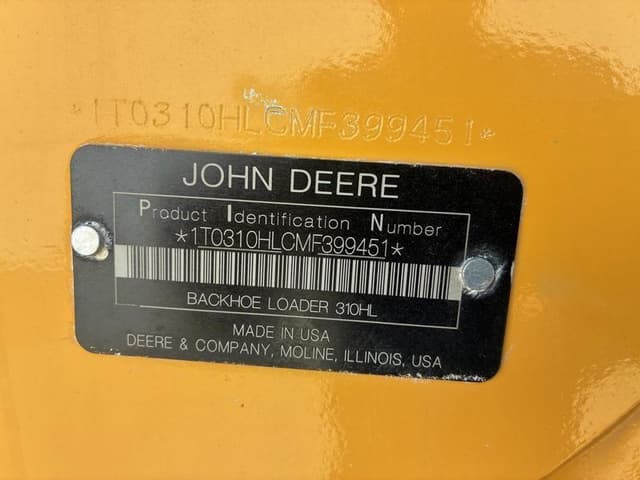 *1T0310HLCMF399451*
JOHN DEERE
Product Identification Number
*1T0310HLCMF399451*
BACKHOE LOADER 310HL
MADE IN USA
DEERE & COMPANY, MOLINE, ILLINOIS, USA